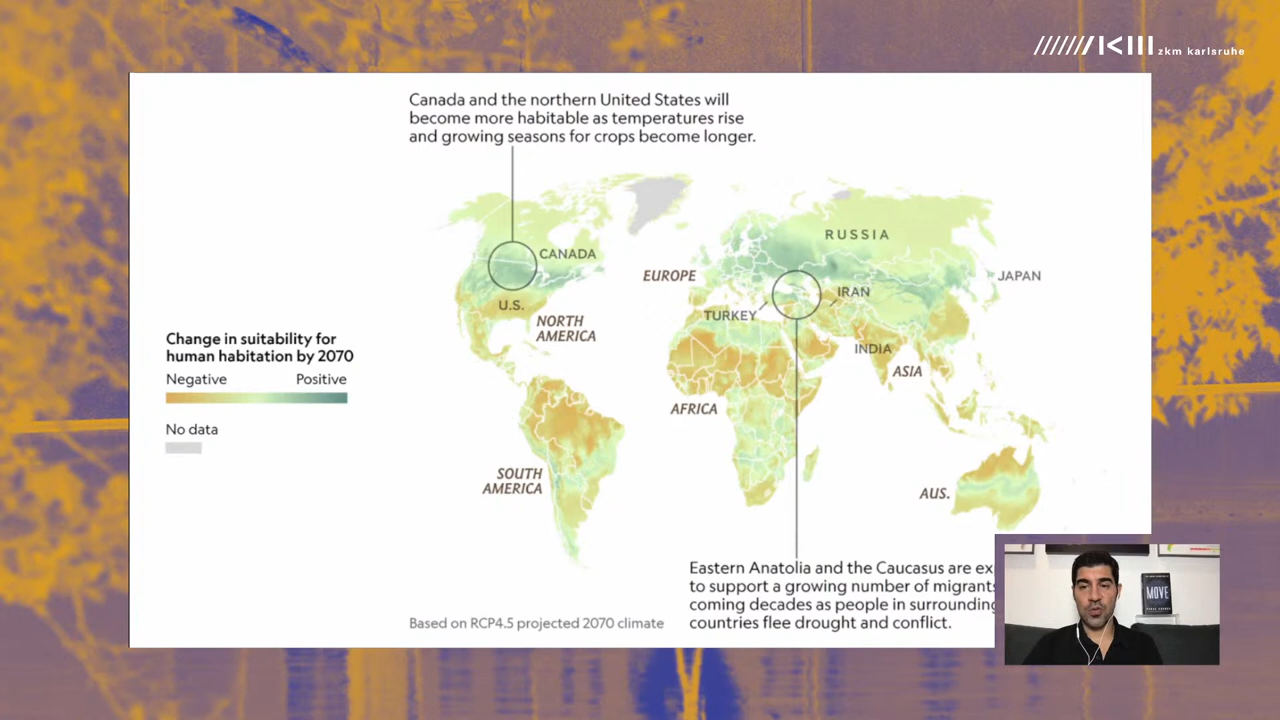 zkm karlsruhe
Canada and the northern United States will
become more habitable as temperatures rise
and growing seasons for crops become longer.
RUSSIA
CANADA
EUROPE
JAPAN
IRAN
U.S.
TURKEY
NORTH
AMERICA
Change in suitability for
human habitation by 2070
INDIA
ASIA
Negative Positive
AFRICA
No data
SOUTH
AMERICA
AUS.
Eastern Anatolia and the Caucasus are ex
to support a growing number of migrants
coming decades as people in surrounding
countries flee drought and conflict.
Based on RCP4.5 projected 2070 climate
MOVE